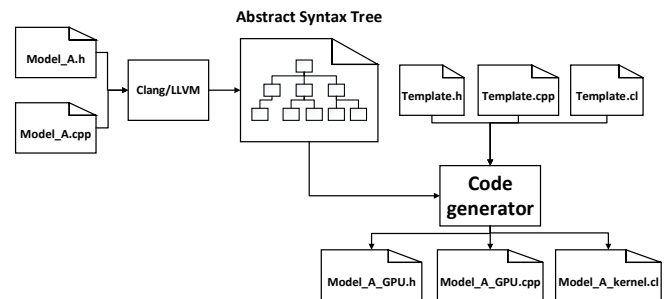 Abstract Syntax Tree
Model_A.h
Clang/LLVM
Model_A.cpp
Template.h
Template.cpp
Template.cl
Code
generator
Model_A_GPU.h
Model_A_GPU.cpp
Model_A_kernel.cl